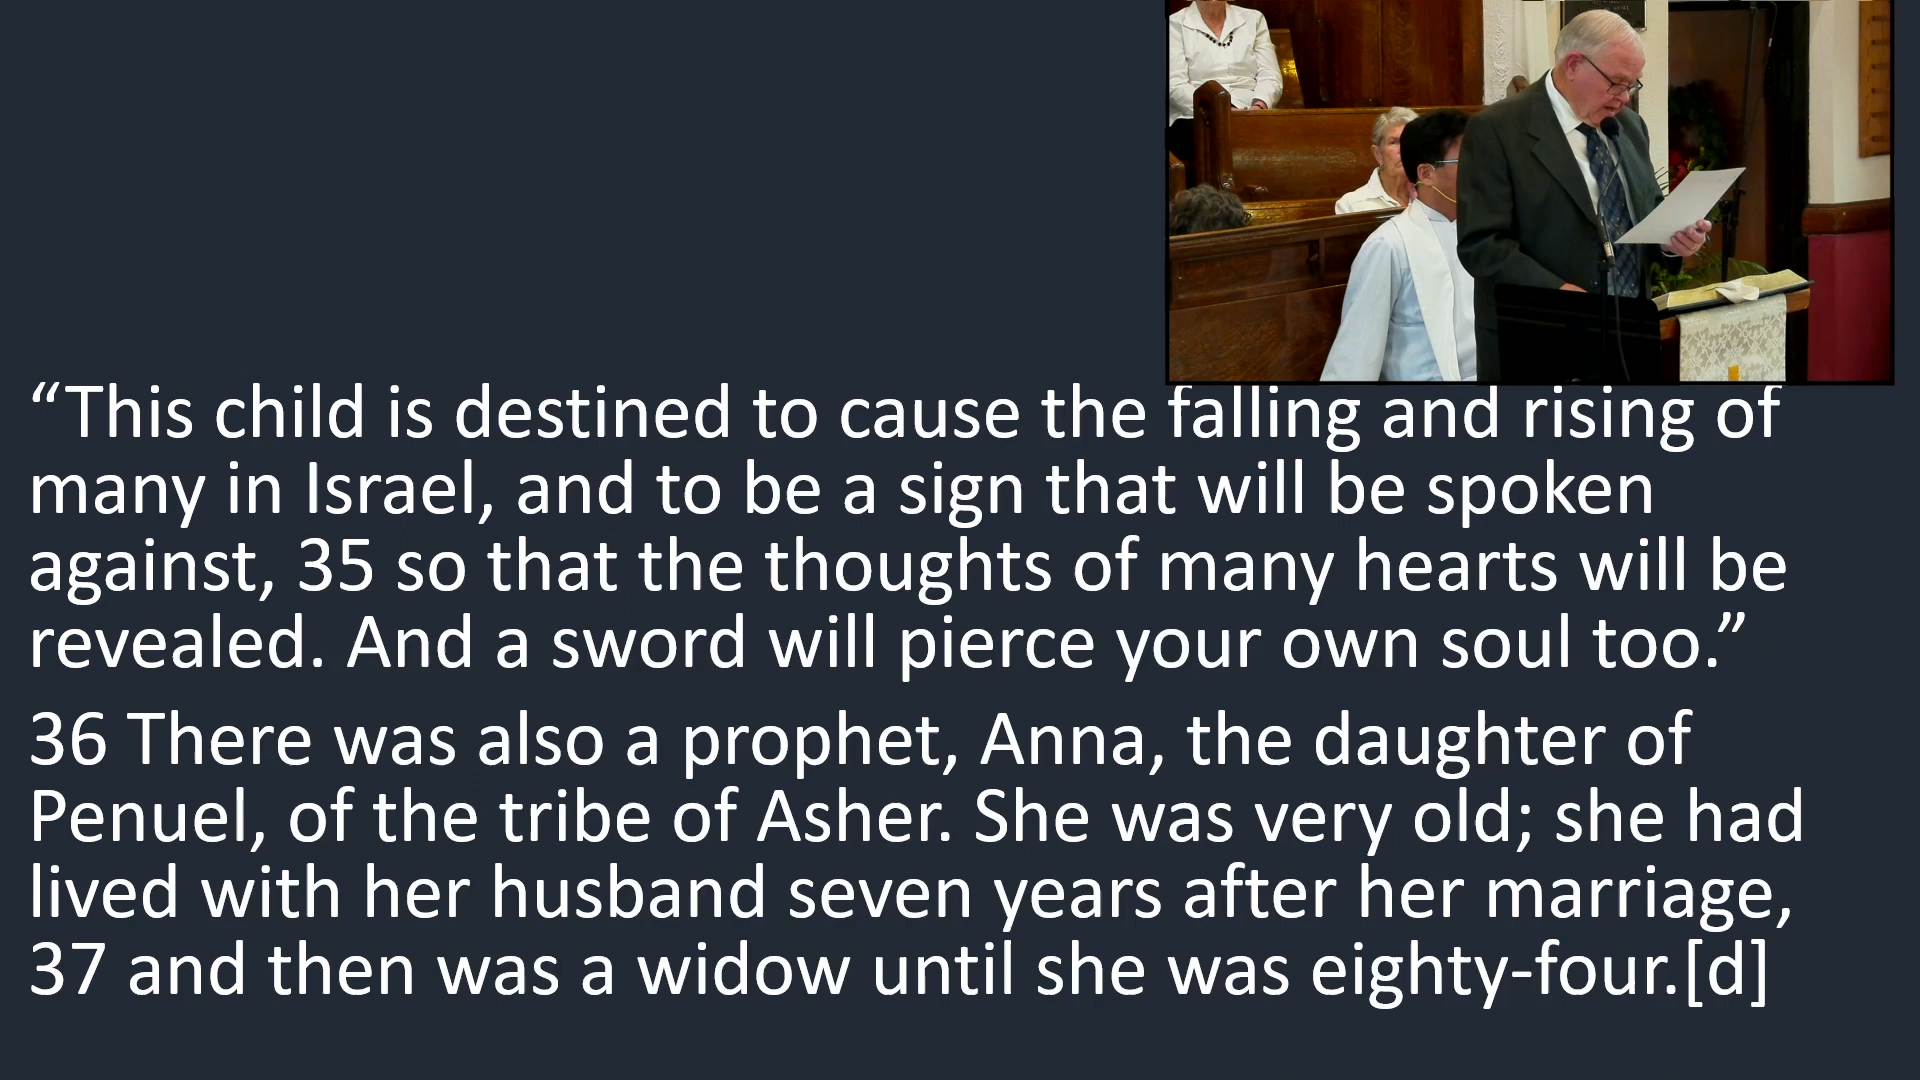 “This child is destined to cause the falling and rising of
many in Israel, and to be a sign that will be spoken
against, 35 so that the thoughts of many hearts will be
revealed. And a sword will pierce your own soul too.”
36 There was also a prophet, Anna, the daughter of
Penuel, of the tribe of Asher. She was very old; she had
lived with her husband seven years after her marriage,
37 and then was a widow until she was eighty-four.[d]